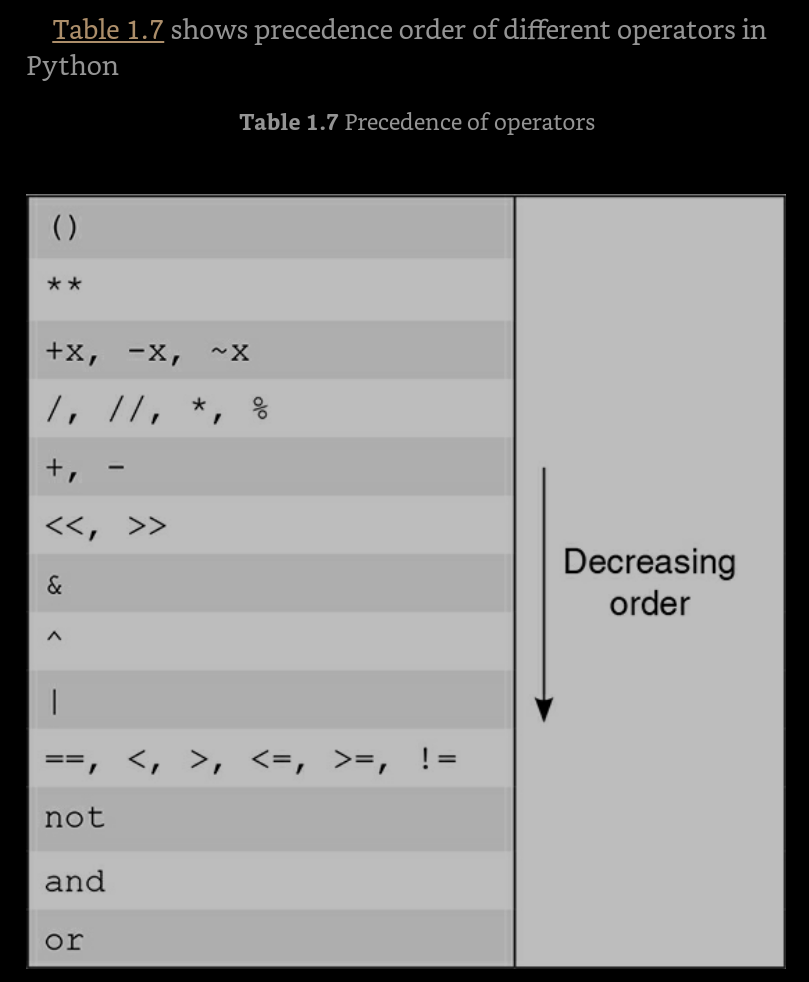 Table 1.7 shows precedence order of different operators in
Python
Table 1.7 Precedence of operators
()
**
+x, -x, ~x
/, //, *, %
+, -
<<, >>
&
^
|
==, <, >, <=, >=, !=
not
and
or
Decreasing
order